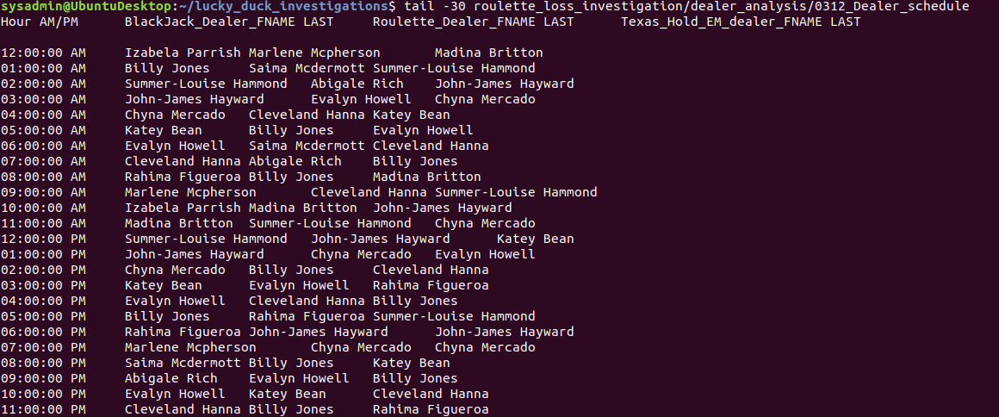 sysadmin@UbuntuDesktop:~/lucky_duck_investigations$ tail -30 roulette_loss_investigation/dealer_analysis/0312_Dealer_schedule
Hour AM/PM      BlackJack_Dealer_FNAME LAST     Roulette_Dealer_FNAME LAST      Texas_Hold_EM_dealer_FNAME LAST

12:00:00 AM     Izabela Parrish Marlene Mcpherson       Madina Britton
01:00:00 AM     Billy Jones     Saima Mcdermott Summer-Louise Hammond
02:00:00 AM     Summer-Louise Hammond   Abigale Rich    John-James Hayward
03:00:00 AM     John-James Hayward      Evalyn Howell   Chyna Mercado
04:00:00 AM     Chyna Mercado   Cleveland Hanna Katey Bean
05:00:00 AM     Katey Bean      Billy Jones     Evalyn Howell
06:00:00 AM     Evalyn Howell   Saima Mcdermott Cleveland Hanna
07:00:00 AM     Cleveland Hanna Abigale Rich    Billy Jones
08:00:00 AM     Rahima Figueroa Billy Jones     Madina Britton
09:00:00 AM     Marlene Mcpherson       Cleveland Hanna Summer-Louise Hammond
10:00:00 AM     Izabela Parrish Madina Britton  John-James Hayward
11:00:00 AM     Madina Britton  Summer-Louise Hammond   Chyna Mercado
12:00:00 PM     Summer-Louise Hammond   John-James Hayward      Katey Bean
01:00:00 PM     John-James Hayward      Chyna Mercado   Evalyn Howell
02:00:00 PM     Chyna Mercado   Billy Jones     Cleveland Hanna
03:00:00 PM     Katey Bean      Evalyn Howell   Rahima Figueroa
04:00:00 PM     Evalyn Howell   Cleveland Hanna Billy Jones
05:00:00 PM     Billy Jones     Rahima Figueroa Summer-Louise Hammond
06:00:00 PM     Rahima Figueroa John-James Hayward      John-James Hayward
07:00:00 PM     Marlene Mcpherson       Chyna Mercado   Chyna Mercado
08:00:00 PM     Saima Mcdermott Billy Jones     Katey Bean
09:00:00 PM     Abigale Rich    Evalyn Howell   Billy Jones
10:00:00 PM     Evalyn Howell   Katey Bean      Cleveland Hanna
11:00:00 PM     Cleveland Hanna Billy Jones     Rahima Figueroa